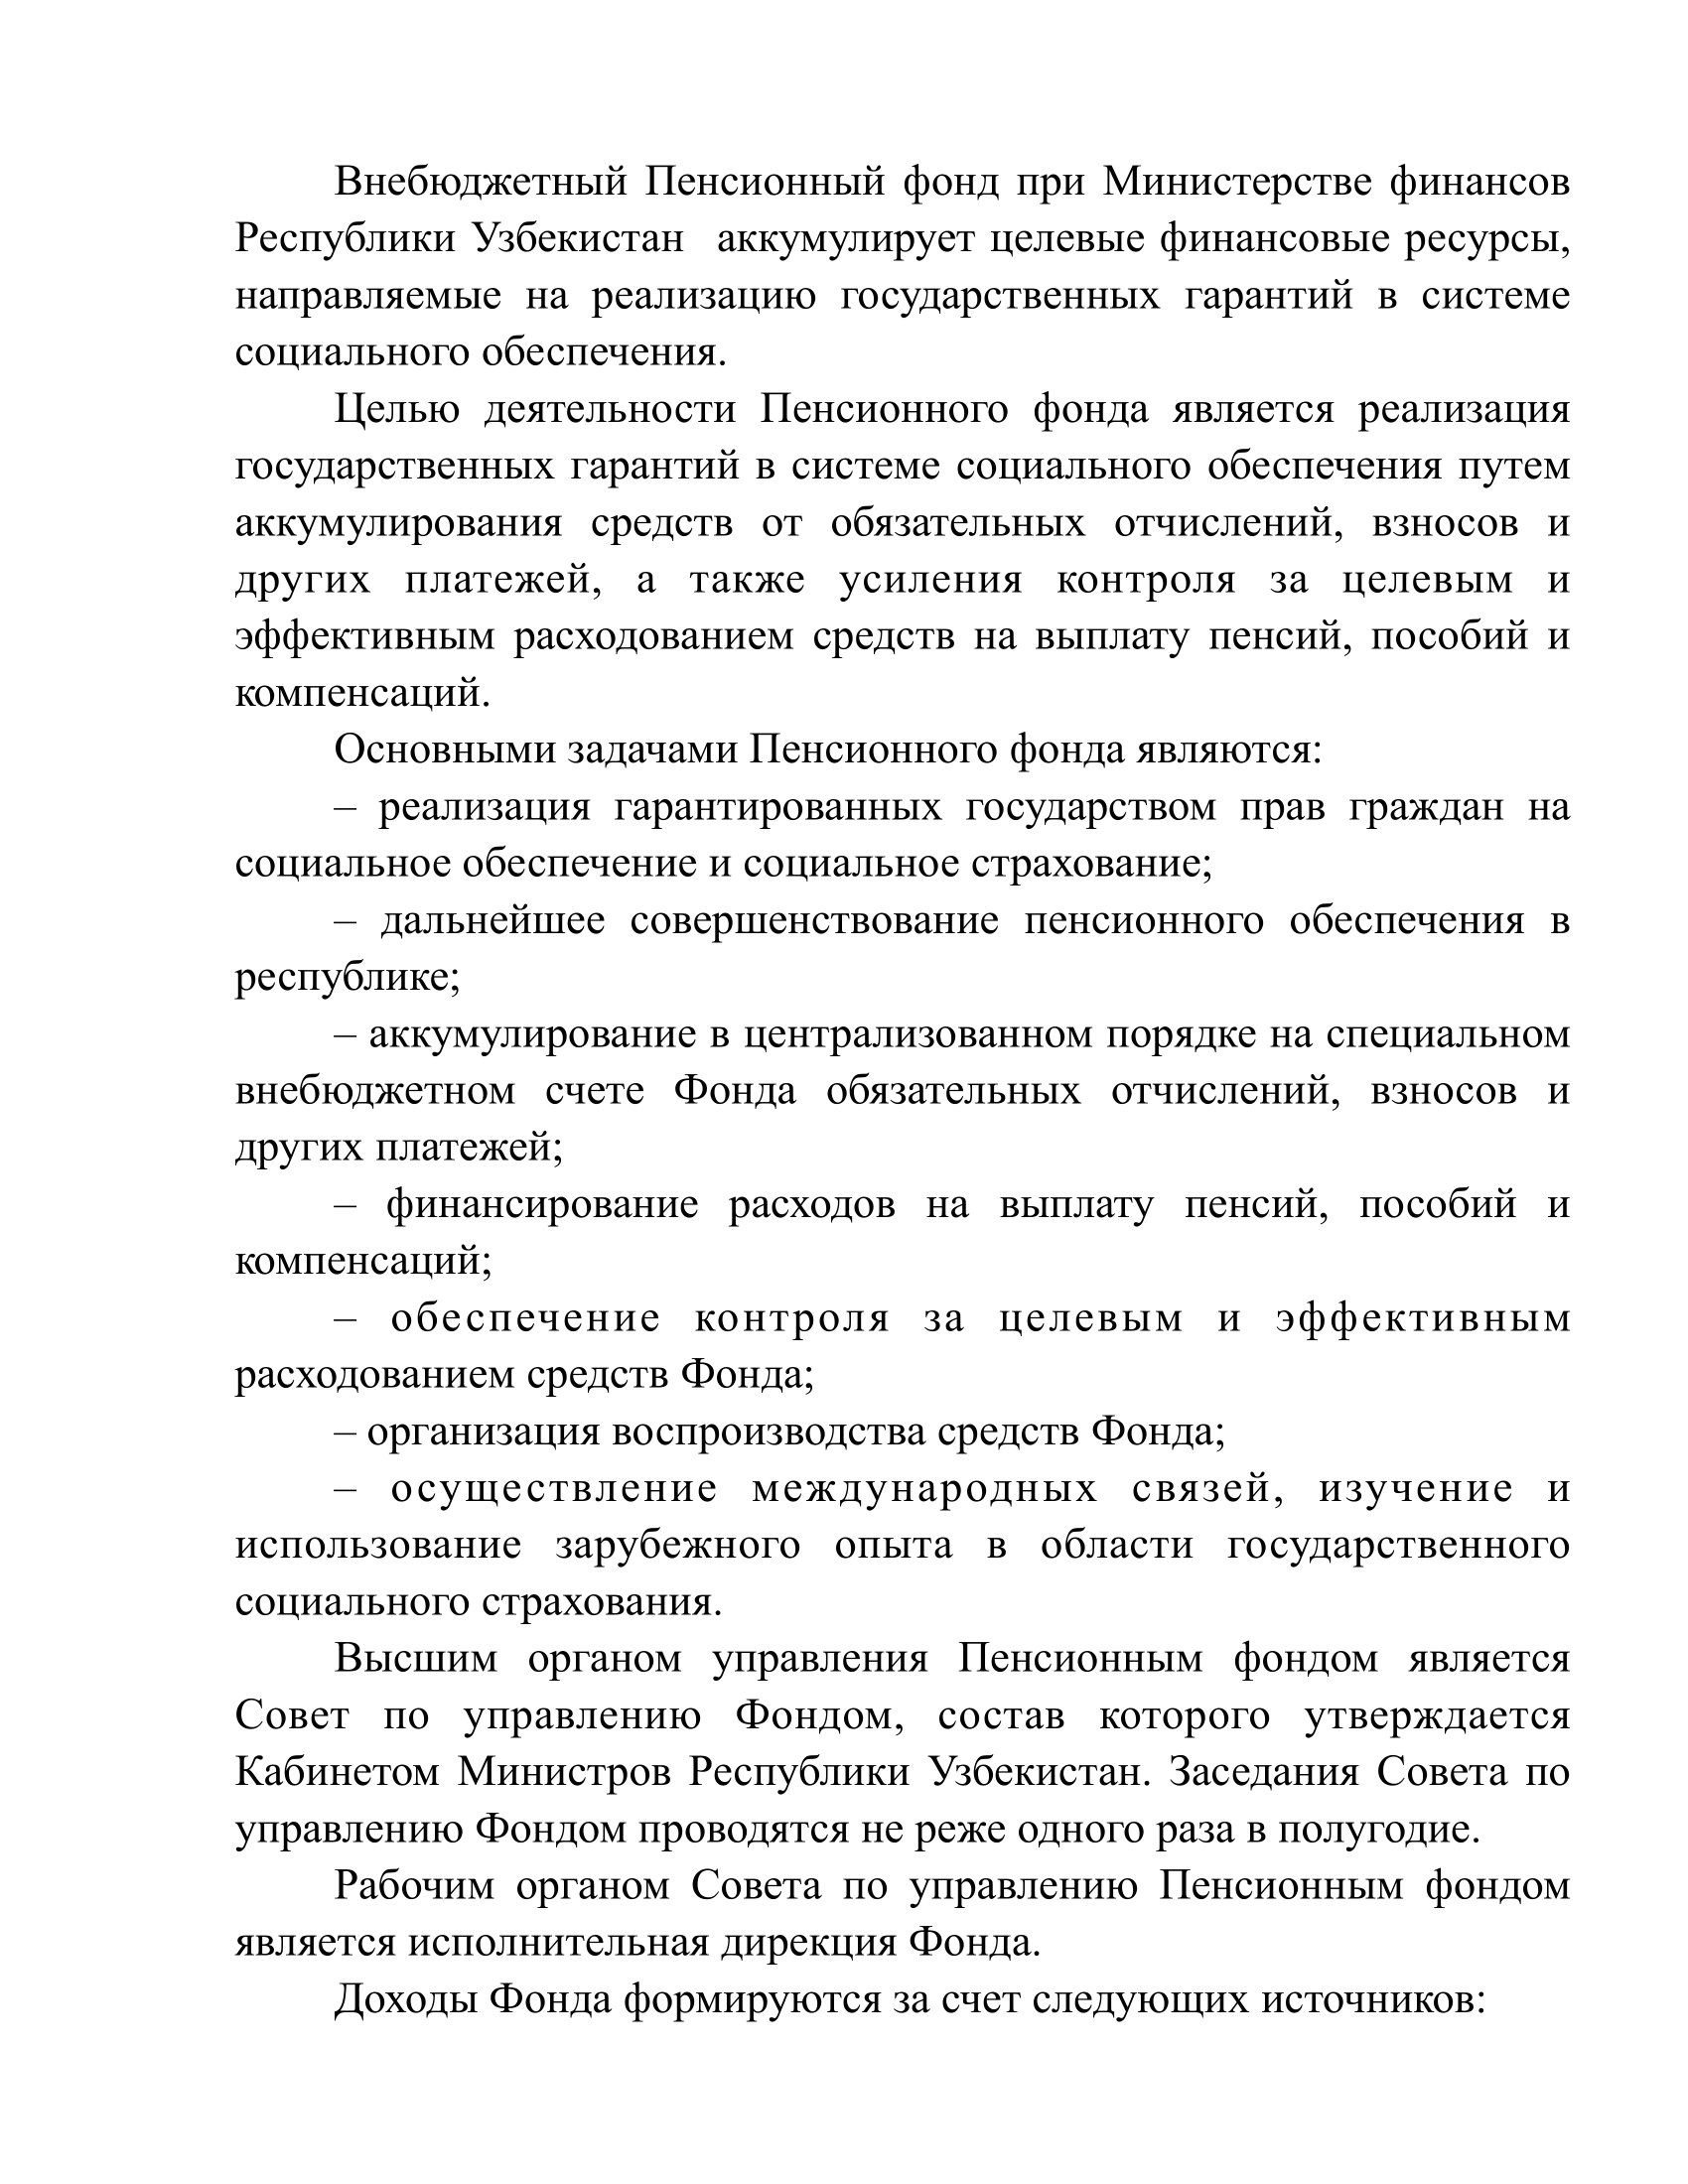 Внебюджетный Пенсионный фонд при Министерстве финансов
Республики Узбекистан аккумулирует целевые финансовые ресурсы,
направляемые на реализацию государственных гарантий в системе
социального обеспечения.
Целью деятельности Пенсионного фонда является реализация
государственных гарантий в системе социального обеспечения путем
аккумулирования средств от обязательных отчислений, взносов и
других платежей, а также усиления контроля за целевым и
эффективным расходованием средств на выплату пенсий, пособий и
компенсаций.
Основными задачами Пенсионного фонда являются:
– реализация гарантированных государством прав граждан на
социальное обеспечение и социальное страхование;
– дальнейшее совершенствование пенсионного обеспечения в
республике;
– аккумулирование в централизованном порядке на специальном
внебюджетном счете Фонда обязательных отчислений, взносов и
других платежей;
– финансирование расходов на выплату пенсий, пособий и
компенсаций;
– обеспечение контроля за целевым и эффективным
расходованием средств Фонда;
– организация воспроизводства средств Фонда;
– осуществление международных связей, изучение и
использование зарубежного опыта в области государственного
социального страхования.
Высшим органом управления Пенсионным фондом является
Совет по управлению Фондом, состав которого утверждается
Кабинетом Министров Республики Узбекистан. Заседания Совета по
управлению Фондом проводятся не реже одного раза в полугодие.
Рабочим органом Совета по управлению Пенсионным фондом
является исполнительная дирекция Фонда.
Доходы Фонда формируются за счет следующих источников: